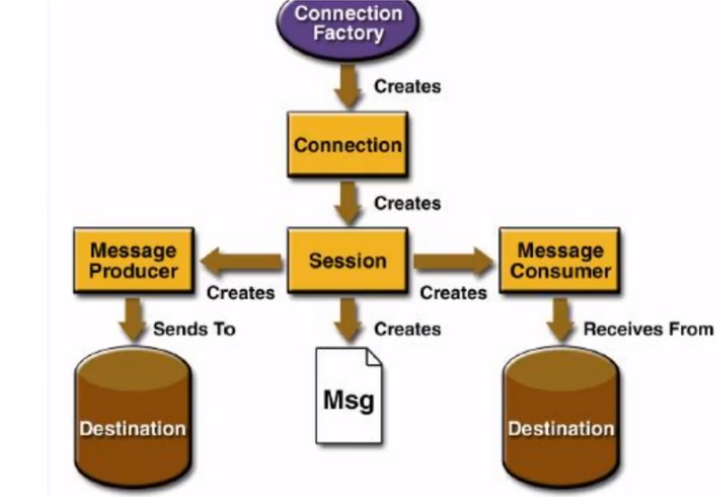 Connection
Factory
Creates
Connection
Creates
Message
Producer
Session
Message
Consumer
Creates
Creates
Sends To
Creates
Receives From
Msg
Destination
Destination